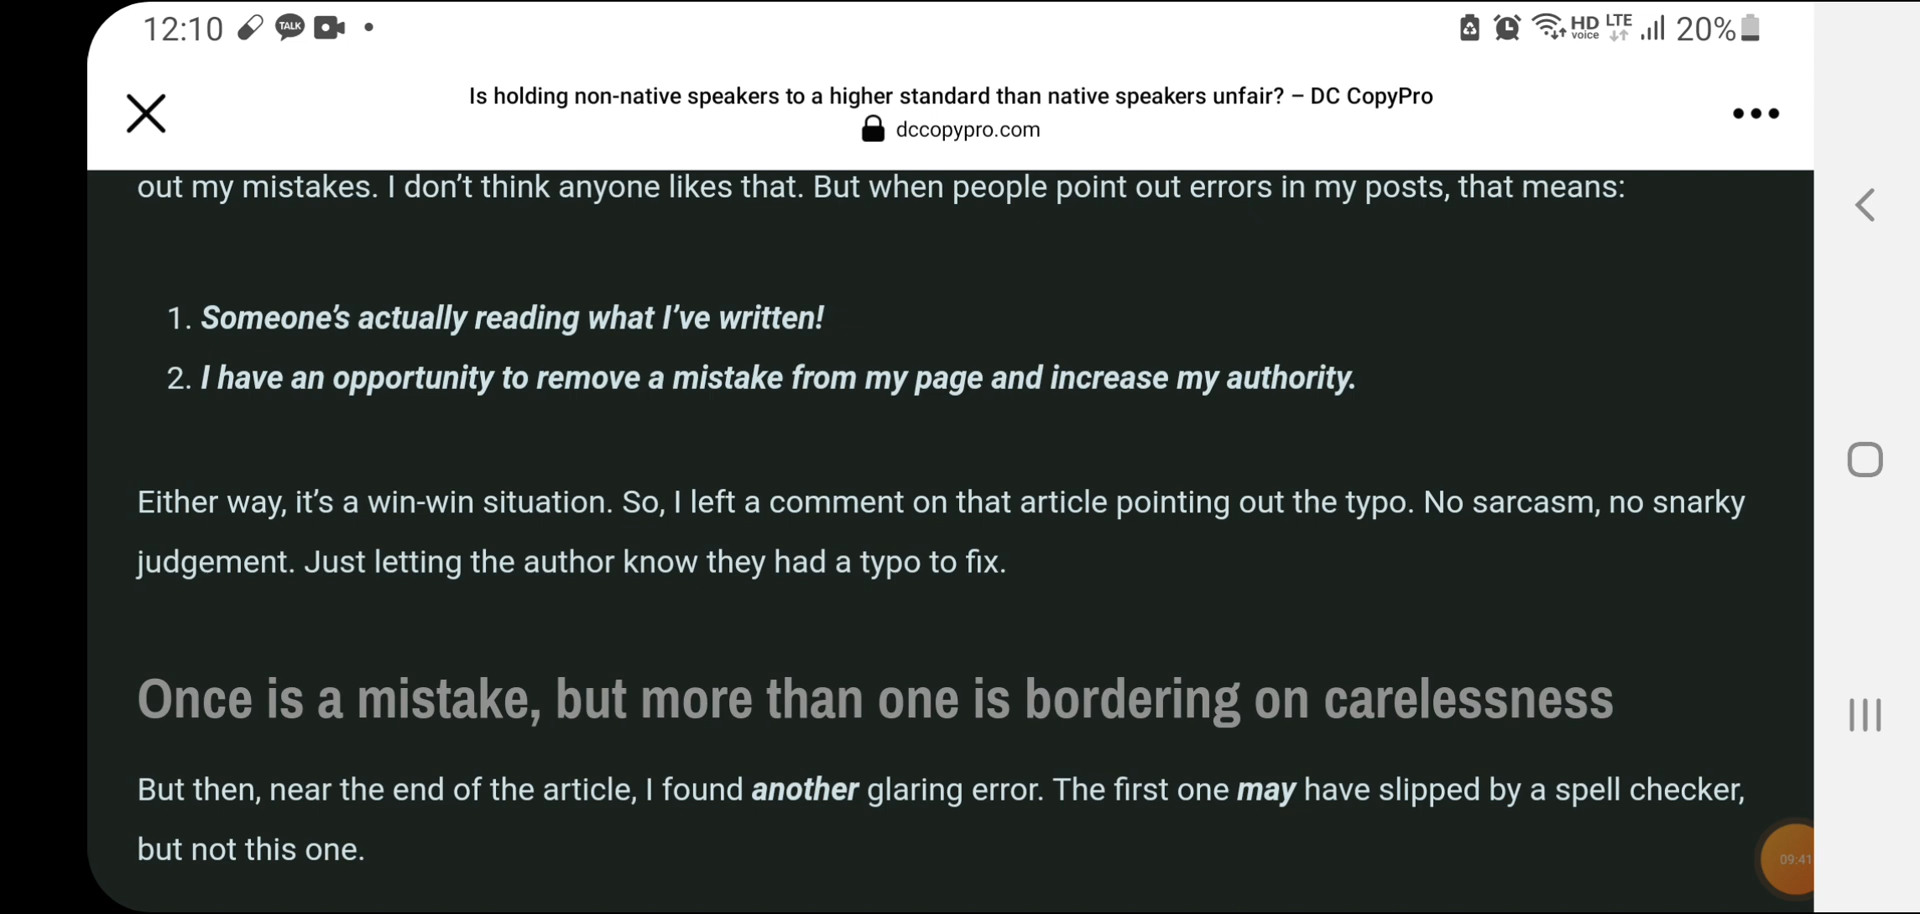 12:10 TALK HD voice LTE 20%
Is holding non-native speakers to a higher standard than native speakers unfair? – DC CopyPro
dccopypro.com
out my mistakes. I don’t think anyone likes that. But when people point out errors in my posts, that means:
1. Someone’s actually reading what I’ve written!
2. I have an opportunity to remove a mistake from my page and increase my authority.
Either way, it’s a win-win situation. So, I left a comment on that article pointing out the typo. No sarcasm, no snarky
judgement. Just letting the author know they had a typo to fix.
Once is a mistake, but more than one is bordering on carelessness
But then, near the end of the article, I found another glaring error. The first one may have slipped by a spell checker,
but not this one.
09:41